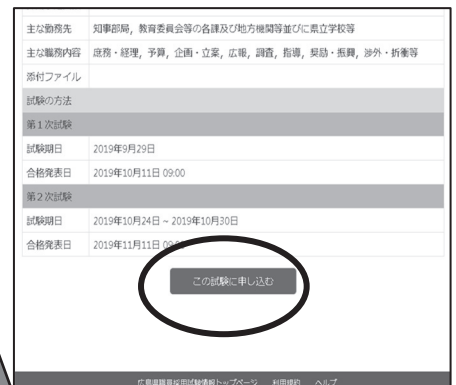 主な勤務先 知事部局，教育委員会等の各課及び地方機関等並びに県立学校等
主な職務内容 庶務・経理，予算，企画・立案，広報，調査，指導，奨励・振興，渉外・折衝等
添付ファイル
試験の方法
第１次試験
試験期日 2019年9月29日
合格発表日 2019年10月11日 09:00
第２次試験
試験期日 2019年10月24日 ~ 2019年10月30日
合格発表日 2019年11月11日 09:00
この試験に申し込む
広島県職員採用試験情報トップページ 利用規約 ヘルプ